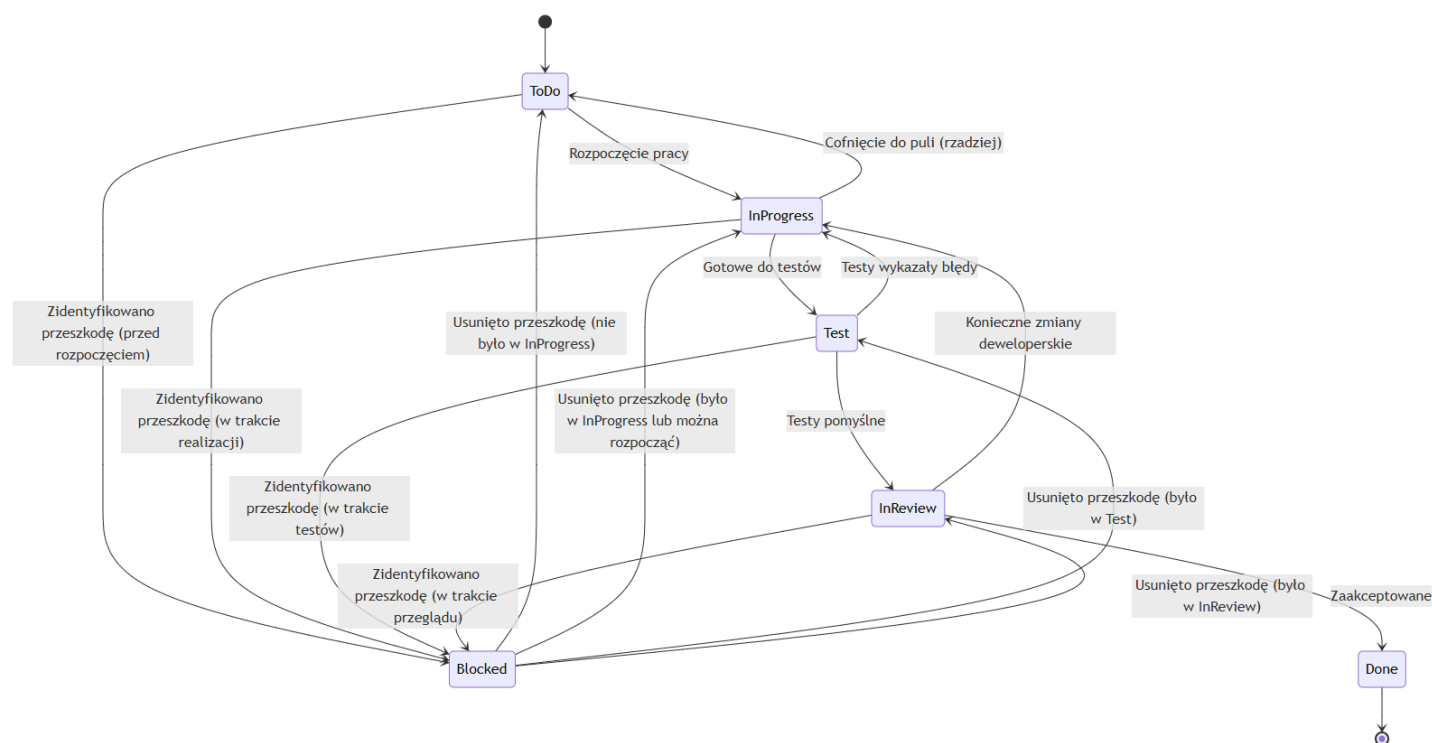 ToDo
Cofnięcie do puli (rzadziej)
Rozpoczęcie pracy
InProgress
Gotowe do testów
Testy wykazały błędy
Zidentyfikowano
przeszkodę (przed
rozpoczęciem)
Usunięto przeszkodę (nie
było w InProgress)
Test
Konieczne zmiany
deweloperskie
Zidentyfikowano
przeszkodę (w trakcie
realizacji)
Usunięto przeszkodę (było
w InProgress lub można
rozpocząć)
Testy pomyślne
Zidentyfikowano
przeszkodę (w trakcie
testów)
InReview
Usunięto przeszkodę (było
w Test)
Zidentyfikowano
przeszkodę (w trakcie
przeglądu)
Usunięto przeszkodę (było
w InReview)
Zaakceptowane
Blocked
Done